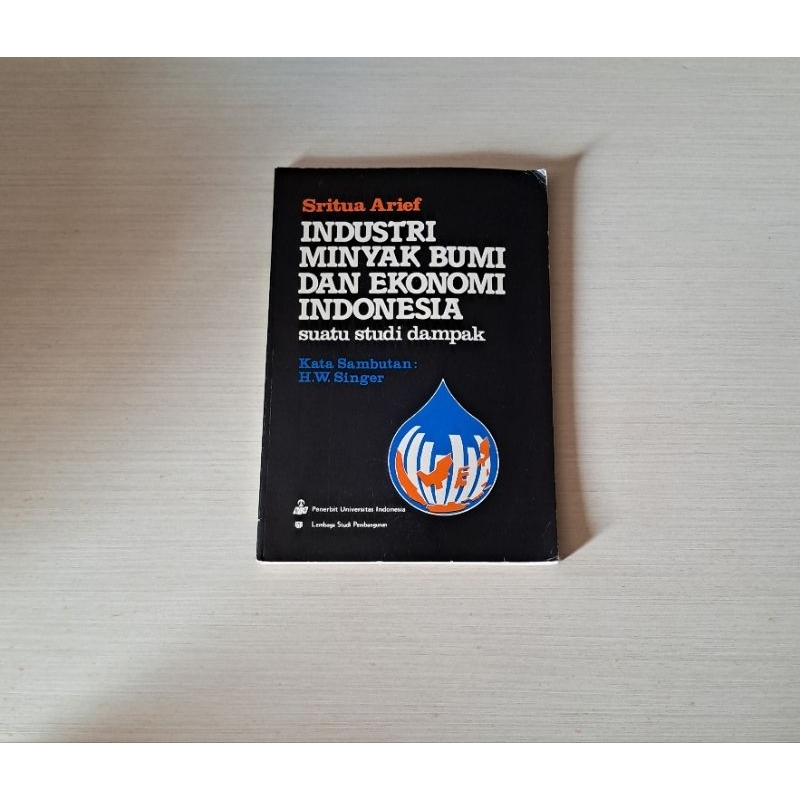 Sritua Arief
INDUSTRI
MINYAK BUMI
DAN EKONOMI
INDONESIA
suatu studi dampak
Kata Sambutan:
H.W. Singer
Penerbit Universitas Indonesia
Lembaga Studi Pembangunan